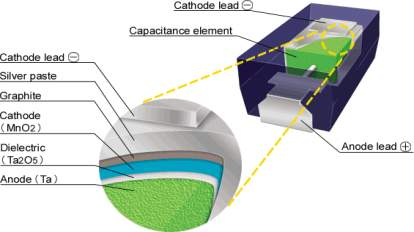 Cathode lead ⊖
Capacitance element
Cathode lead ⊖
Silver paste
Graphite
Cathode
（MnO2）
Dielectric
（Ta2O5）
Anode（Ta）
Anode lead ⊕